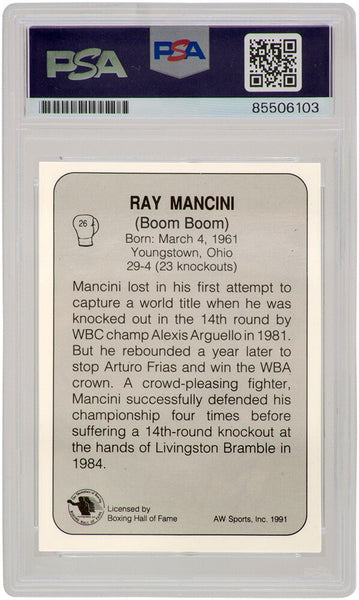 PSA
PSA
85506103
26
RAY MANCINI
(Boom Boom)
Born: March 4, 1961
Youngstown, Ohio
29-4 (23 knockouts)
Mancini lost in his first attempt to
capture a world title when he was
knocked out in the 14th round by
WBC champ Alexis Arguello in 1981.
But he rebounded a year later to
stop Arturo Frias and win the WBA
crown. A crowd-pleasing fighter,
Mancini successfully defended his
championship four times before
suffering a 14th-round knockout at
the hands of Livingston Bramble in
1984.
Licensed by
Boxing Hall of Fame
AW Sports, Inc. 1991